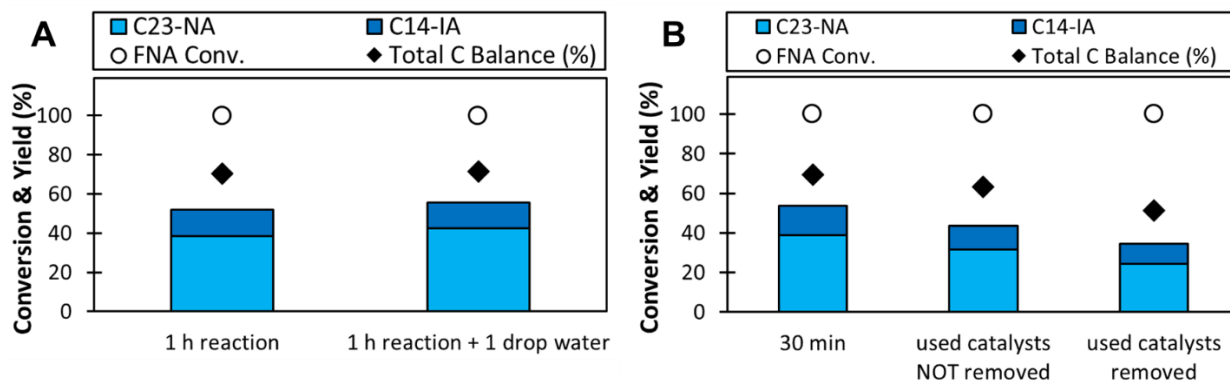 A
C23-NA C14-IA
FNA Conv. Total C Balance (%)
Conversion & Yield (%)
100
80
60
40
20
0
1 h reaction 1 h reaction + 1 drop water
B
C23-NA C14-IA
FNA Conv. Total C Balance (%)
Conversion & Yield (%)
100
80
60
40
20
0
30 min used catalysts used catalysts
NOT removed removed